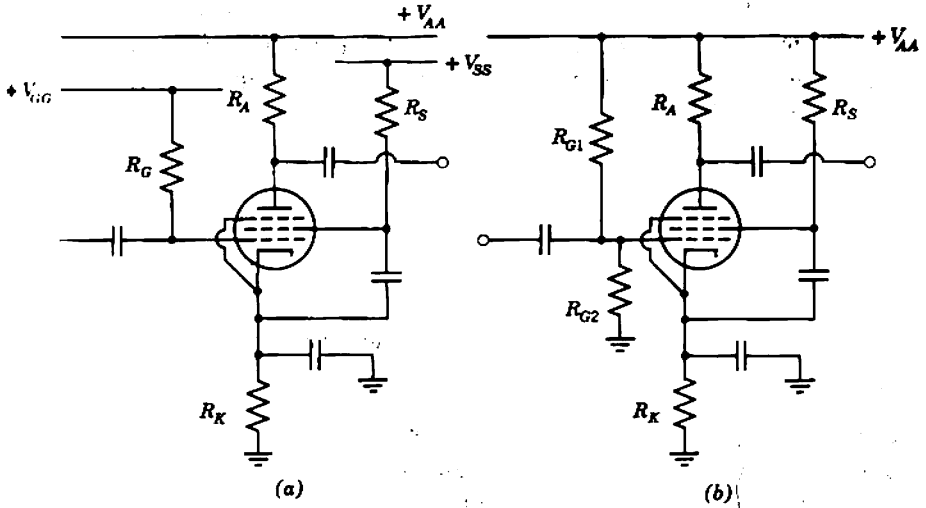 + V_AA
+ V_SS
+ V_GG
R_A
R_S
R_G
R_K
(a)
+ V_AA
R_A
R_S
R_G1
R_G2
R_K
(b)